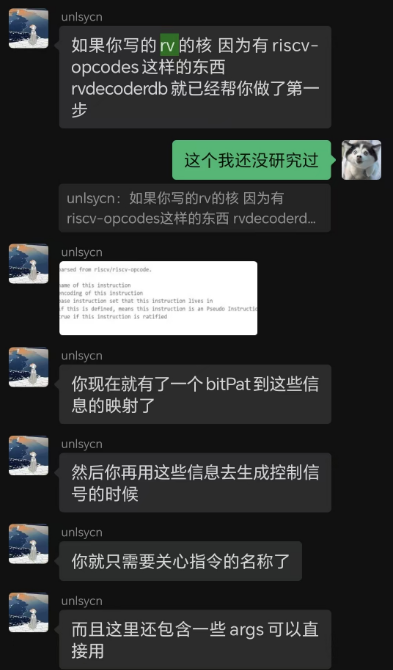 unlsycn
如果你写的 rv 的核 因为有 riscv-
opcodes 这样的东西
rvdecoderdb 就已经帮你做了第一
步
这个我还没研究过
unlsycn：如果你写的rv的核 因为有
riscv-opcodes这样的东西 rvdecoderd...
unlsycn
parsed from riscv/riscv-opcode.
name of this instruction
encoding of this instruction
base instruction set that this instruction lives in
if this is defined, means this instruction is an Pseudo Instructio
true if this instruction is ratified
unlsycn
你现在就有了一个 bitPat 到这些信
息的映射了
unlsycn
然后你再用这些信息去生成控制信
号的时候
unlsycn
你就只需要关心指令的名称了
unlsycn
而且这里还包含一些 args 可以直
接用